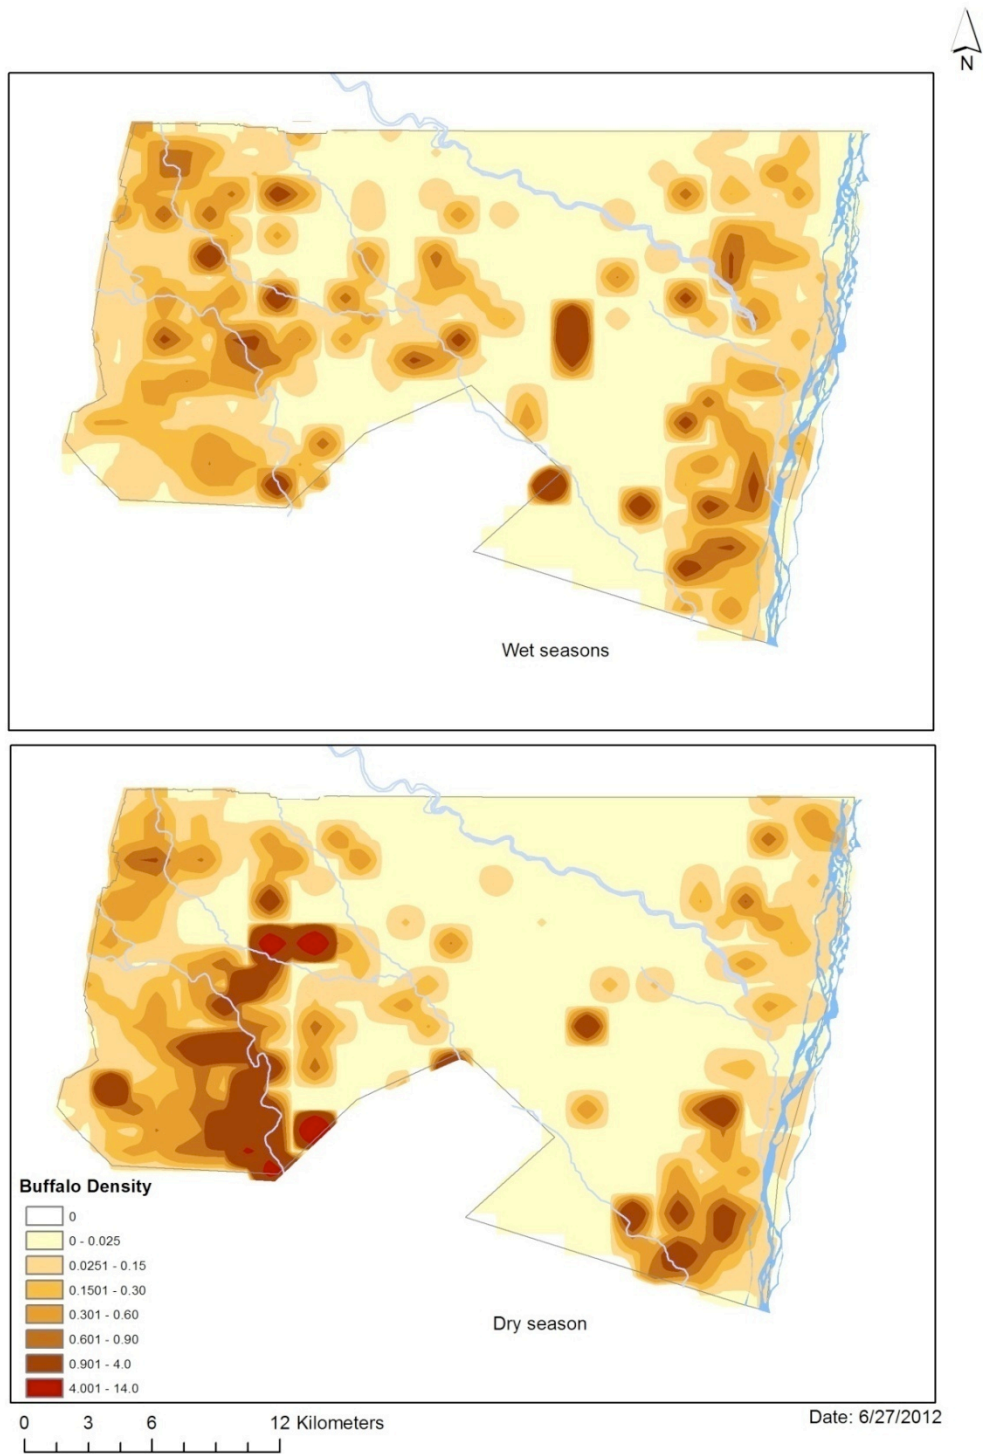 N
Wet seasons
Buffalo Density
0
0 - 0.025
0.0251 - 0.15
0.1501 - 0.30
0.301 - 0.60
0.601 - 0.90
0.901 - 4.0
4.001 - 14.0
Dry season
0 3 6 12 Kilometers
Date: 6/27/2012